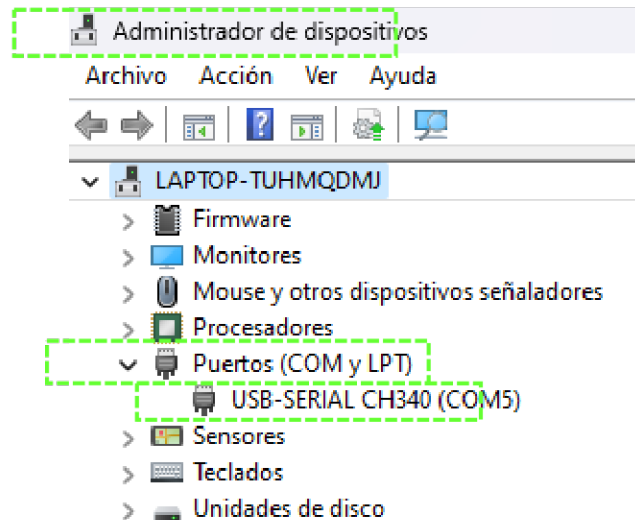 Administrador de dispositivos
Archivo Acción Ver Ayuda
LAPTOP-TUHMQDMJ
Firmware
Monitores
Mouse y otros dispositivos señaladores
Procesadores
Puertos (COM y LPT)
USB-SERIAL CH340 (COM5)
Sensores
Teclados
Unidades de disco